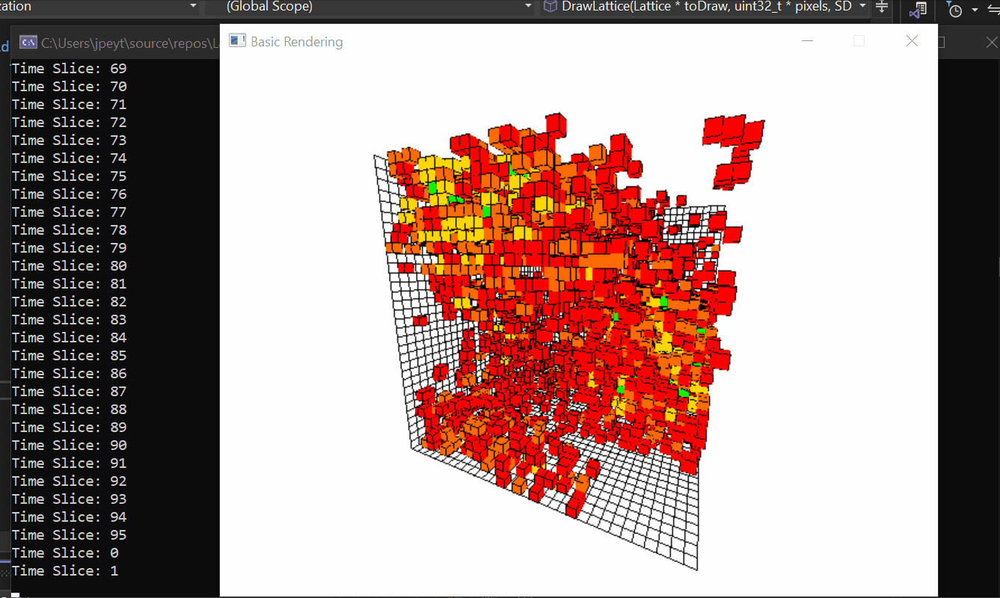 zation
(Global Scope)
DrawLattice(Lattice * toDraw, uint32_t * pixels, SD
C:\Users\jpeyt\source\repos\L
Basic Rendering
Time Slice: 69
Time Slice: 70
Time Slice: 71
Time Slice: 72
Time Slice: 73
Time Slice: 74
Time Slice: 75
Time Slice: 76
Time Slice: 77
Time Slice: 78
Time Slice: 79
Time Slice: 80
Time Slice: 81
Time Slice: 82
Time Slice: 83
Time Slice: 84
Time Slice: 85
Time Slice: 86
Time Slice: 87
Time Slice: 88
Time Slice: 89
Time Slice: 90
Time Slice: 91
Time Slice: 92
Time Slice: 93
Time Slice: 94
Time Slice: 95
Time Slice: 0
Time Slice: 1